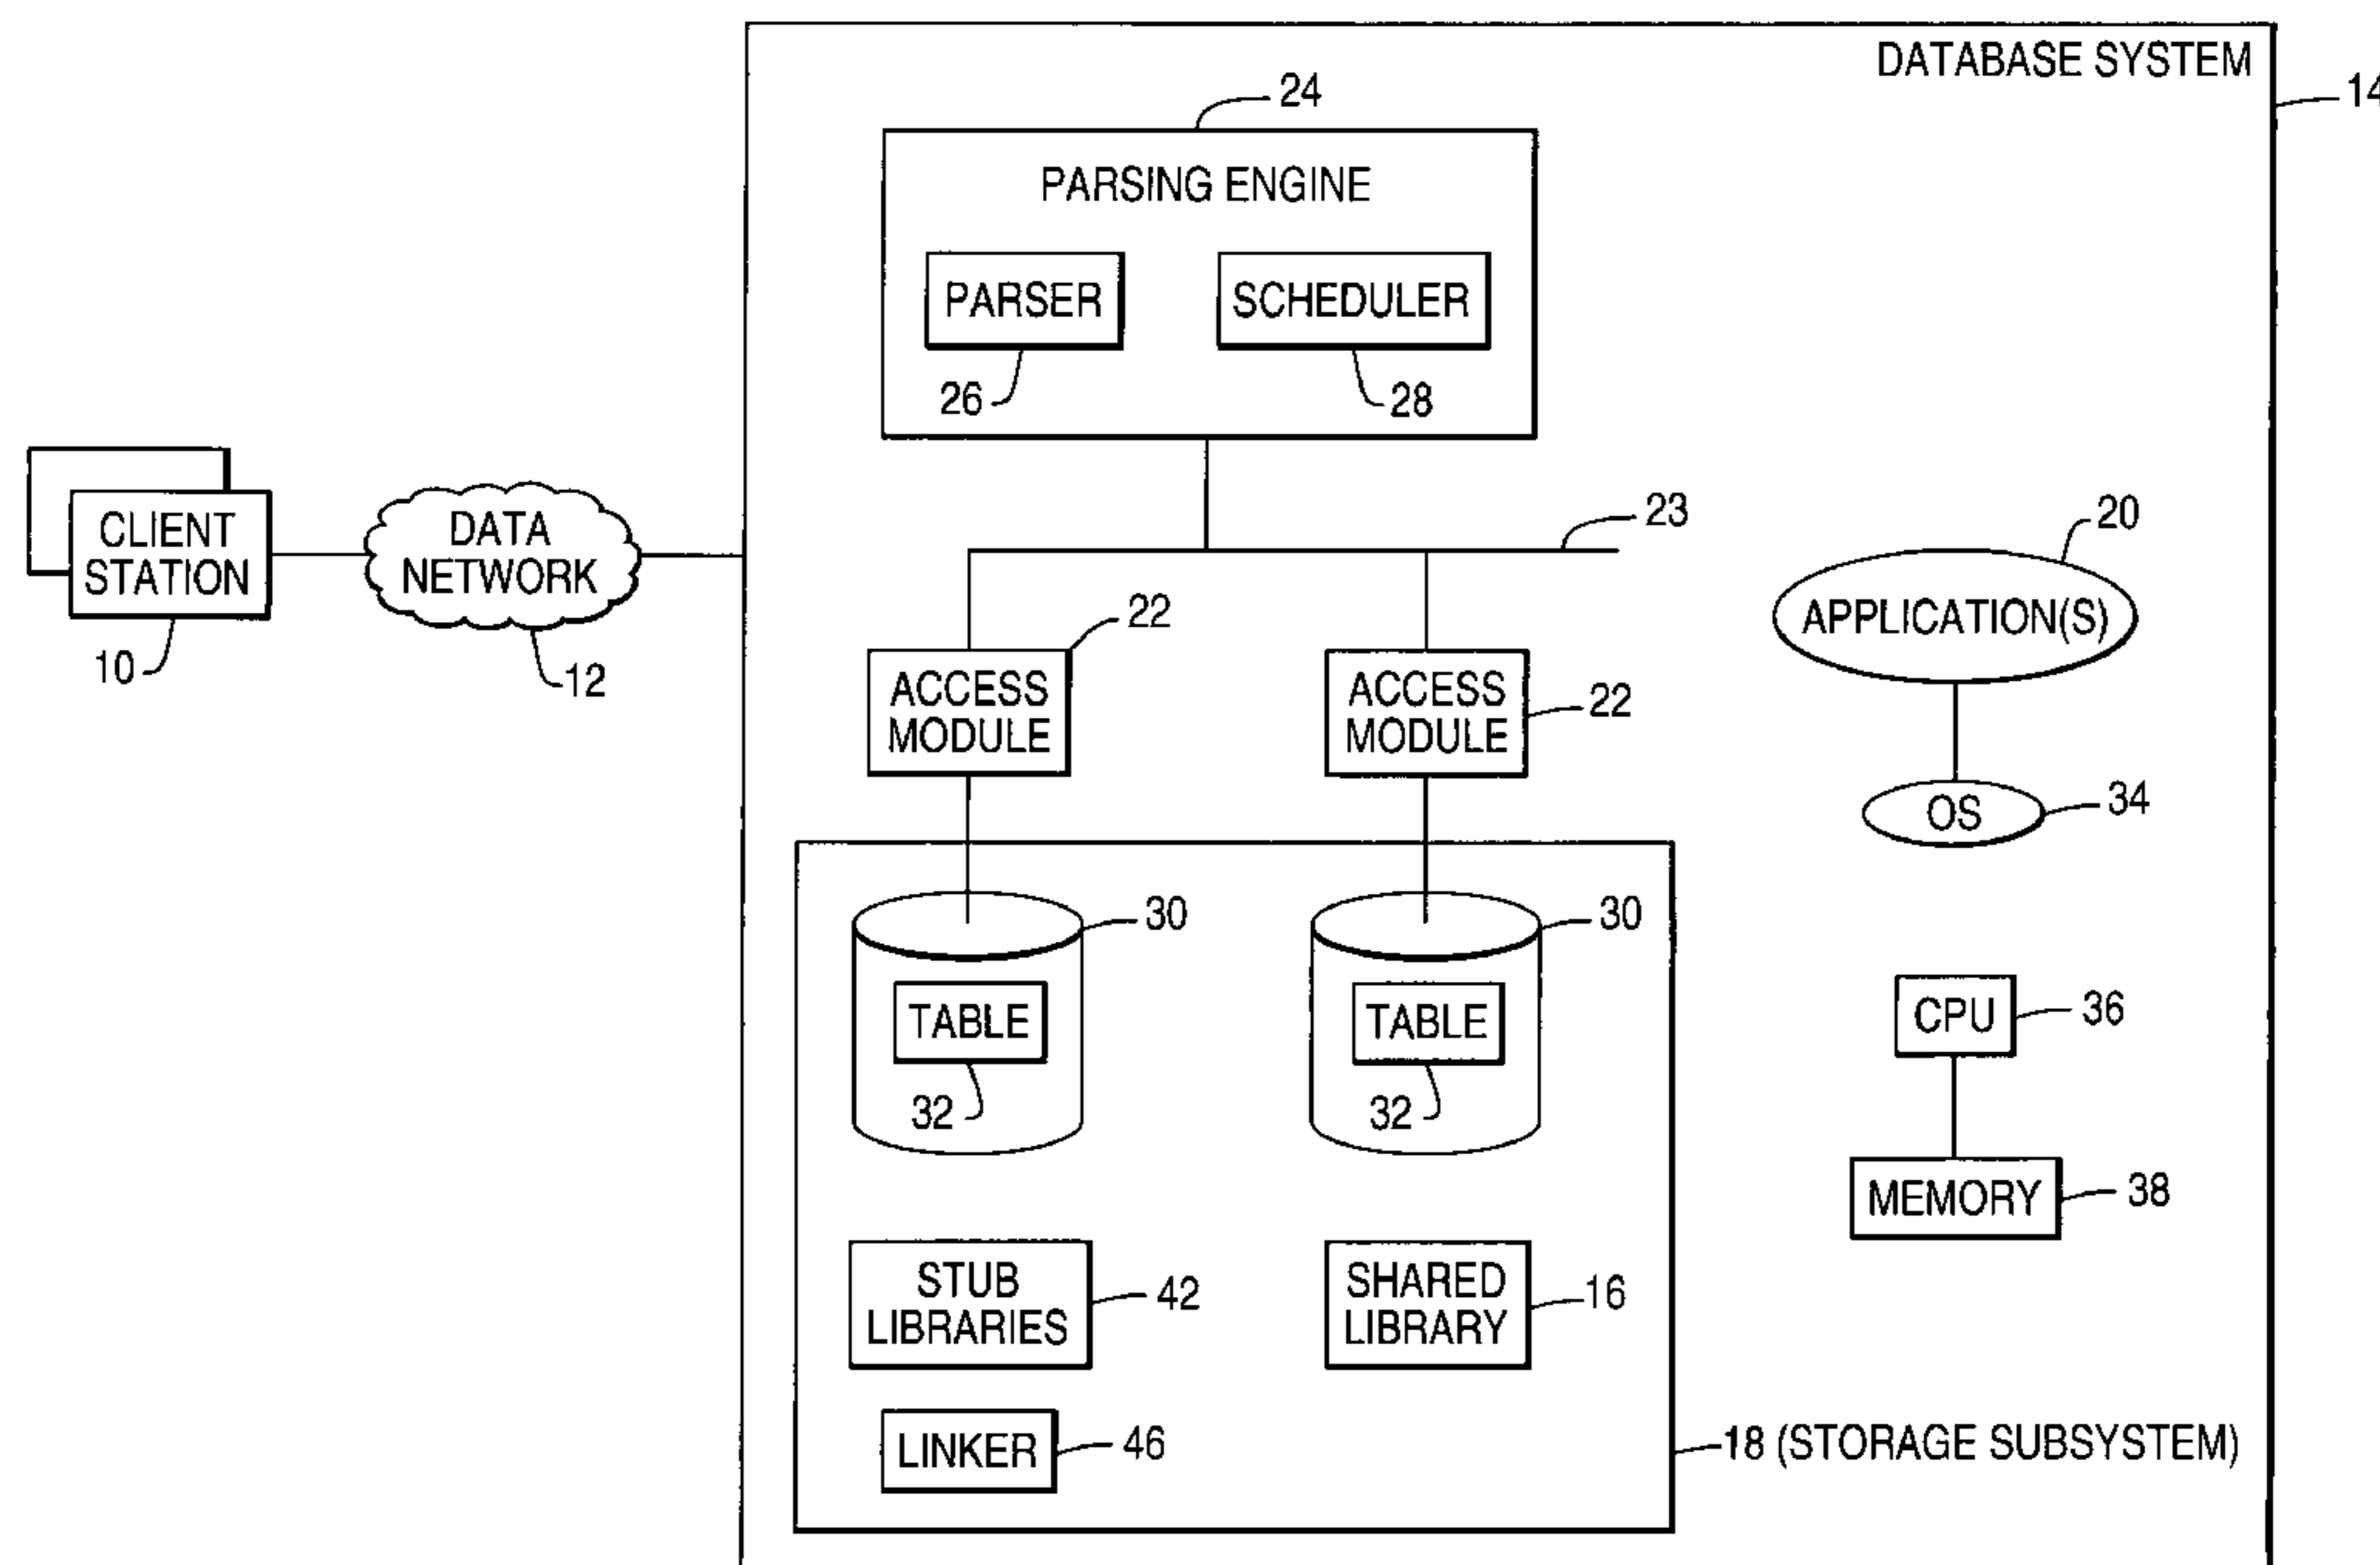 DATABASE SYSTEM
14
24
PARSING ENGINE
PARSER
SCHEDULER
26
28
23
CLIENT
STATION
10
DATA
NETWORK
12
20
APPLICATION(S)
22
ACCESS
MODULE
ACCESS
MODULE
22
OS
34
30
TABLE
32
30
TABLE
32
CPU
36
MEMORY
38
STUB
LIBRARIES
42
SHARED
LIBRARY
16
LINKER
46
18 (STORAGE SUBSYSTEM)